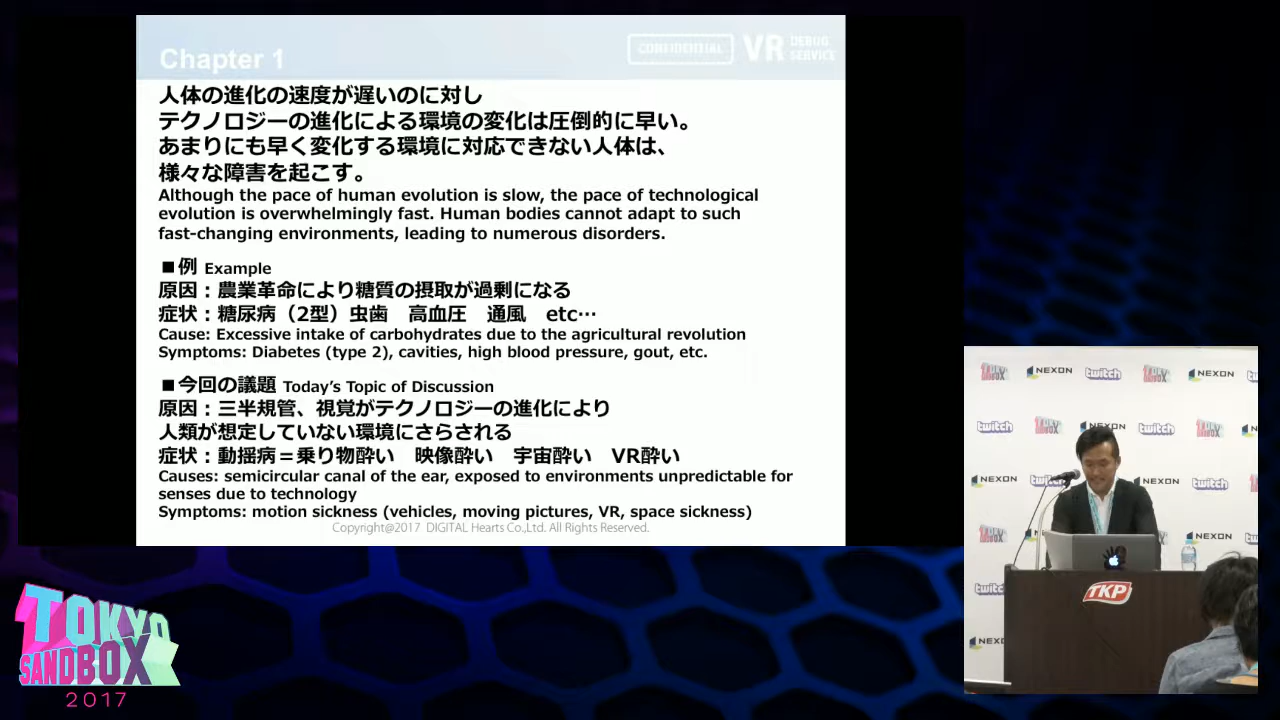 Chapter 1
CONFIDENTIAL
VR DEBUG SERVICE
人体の進化の速度が遅いのに対し
テクノロジーの進化による環境の変化は圧倒的に早い。
あまりにも早く変化する環境に対応できない人体は、
様々な障害を起こす。
Although the pace of human evolution is slow, the pace of technological
evolution is overwhelmingly fast. Human bodies cannot adapt to such
fast-changing environments, leading to numerous disorders.
■例 Example
原因：農業革命により糖質の摂取が過剰になる
症状：糖尿病（2型）虫歯　高血圧　通風　etc…
Cause: Excessive intake of carbohydrates due to the agricultural revolution
Symptoms: Diabetes (type 2), cavities, high blood pressure, gout, etc.
■今回の議題 Today's Topic of Discussion
原因：三半規管、視覚がテクノロジーの進化により
人類が想定していない環境にさらされる
症状：動揺病＝乗り物酔い　映像酔い　宇宙酔い　VR酔い
Causes: semicircular canal of the ear, exposed to environments unpredictable for
senses due to technology
Symptoms: motion sickness (vehicles, moving pictures, VR, space sickness)
Copyright@2017 DIGITAL Hearts Co.,Ltd. All Rights Reserved.
NEXON twitch NEXON
twitch NEXON twitch
NEXON twitch NEXON twitch
NEXON
twitch
NEXON
TKP
TOKYO
SANDBOX
2017